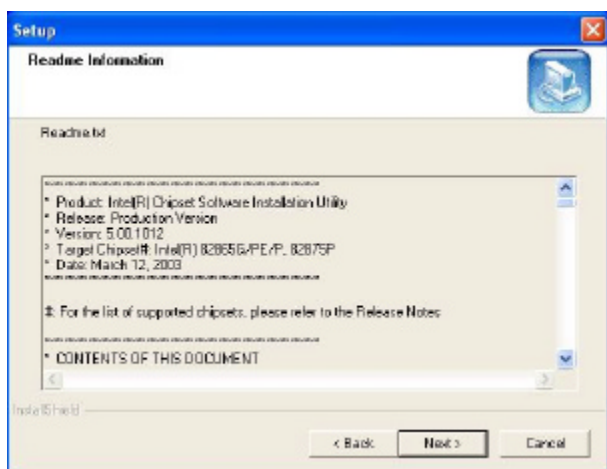 Setup
Readme Information
Readme.txt
* Product: Intel(R) Chipset Software Installation Utility
* Release: Production Version
* Version: 5.00.1012
* Target Chipset#: Intel(R) 82865G/PE/P, 82875P
* Date: March 12, 2003
#: For the list of supported chipsets, please refer to the Release Notes
* CONTENTS OF THIS DOCUMENT
InstallShield
< Back
Next >
Cancel